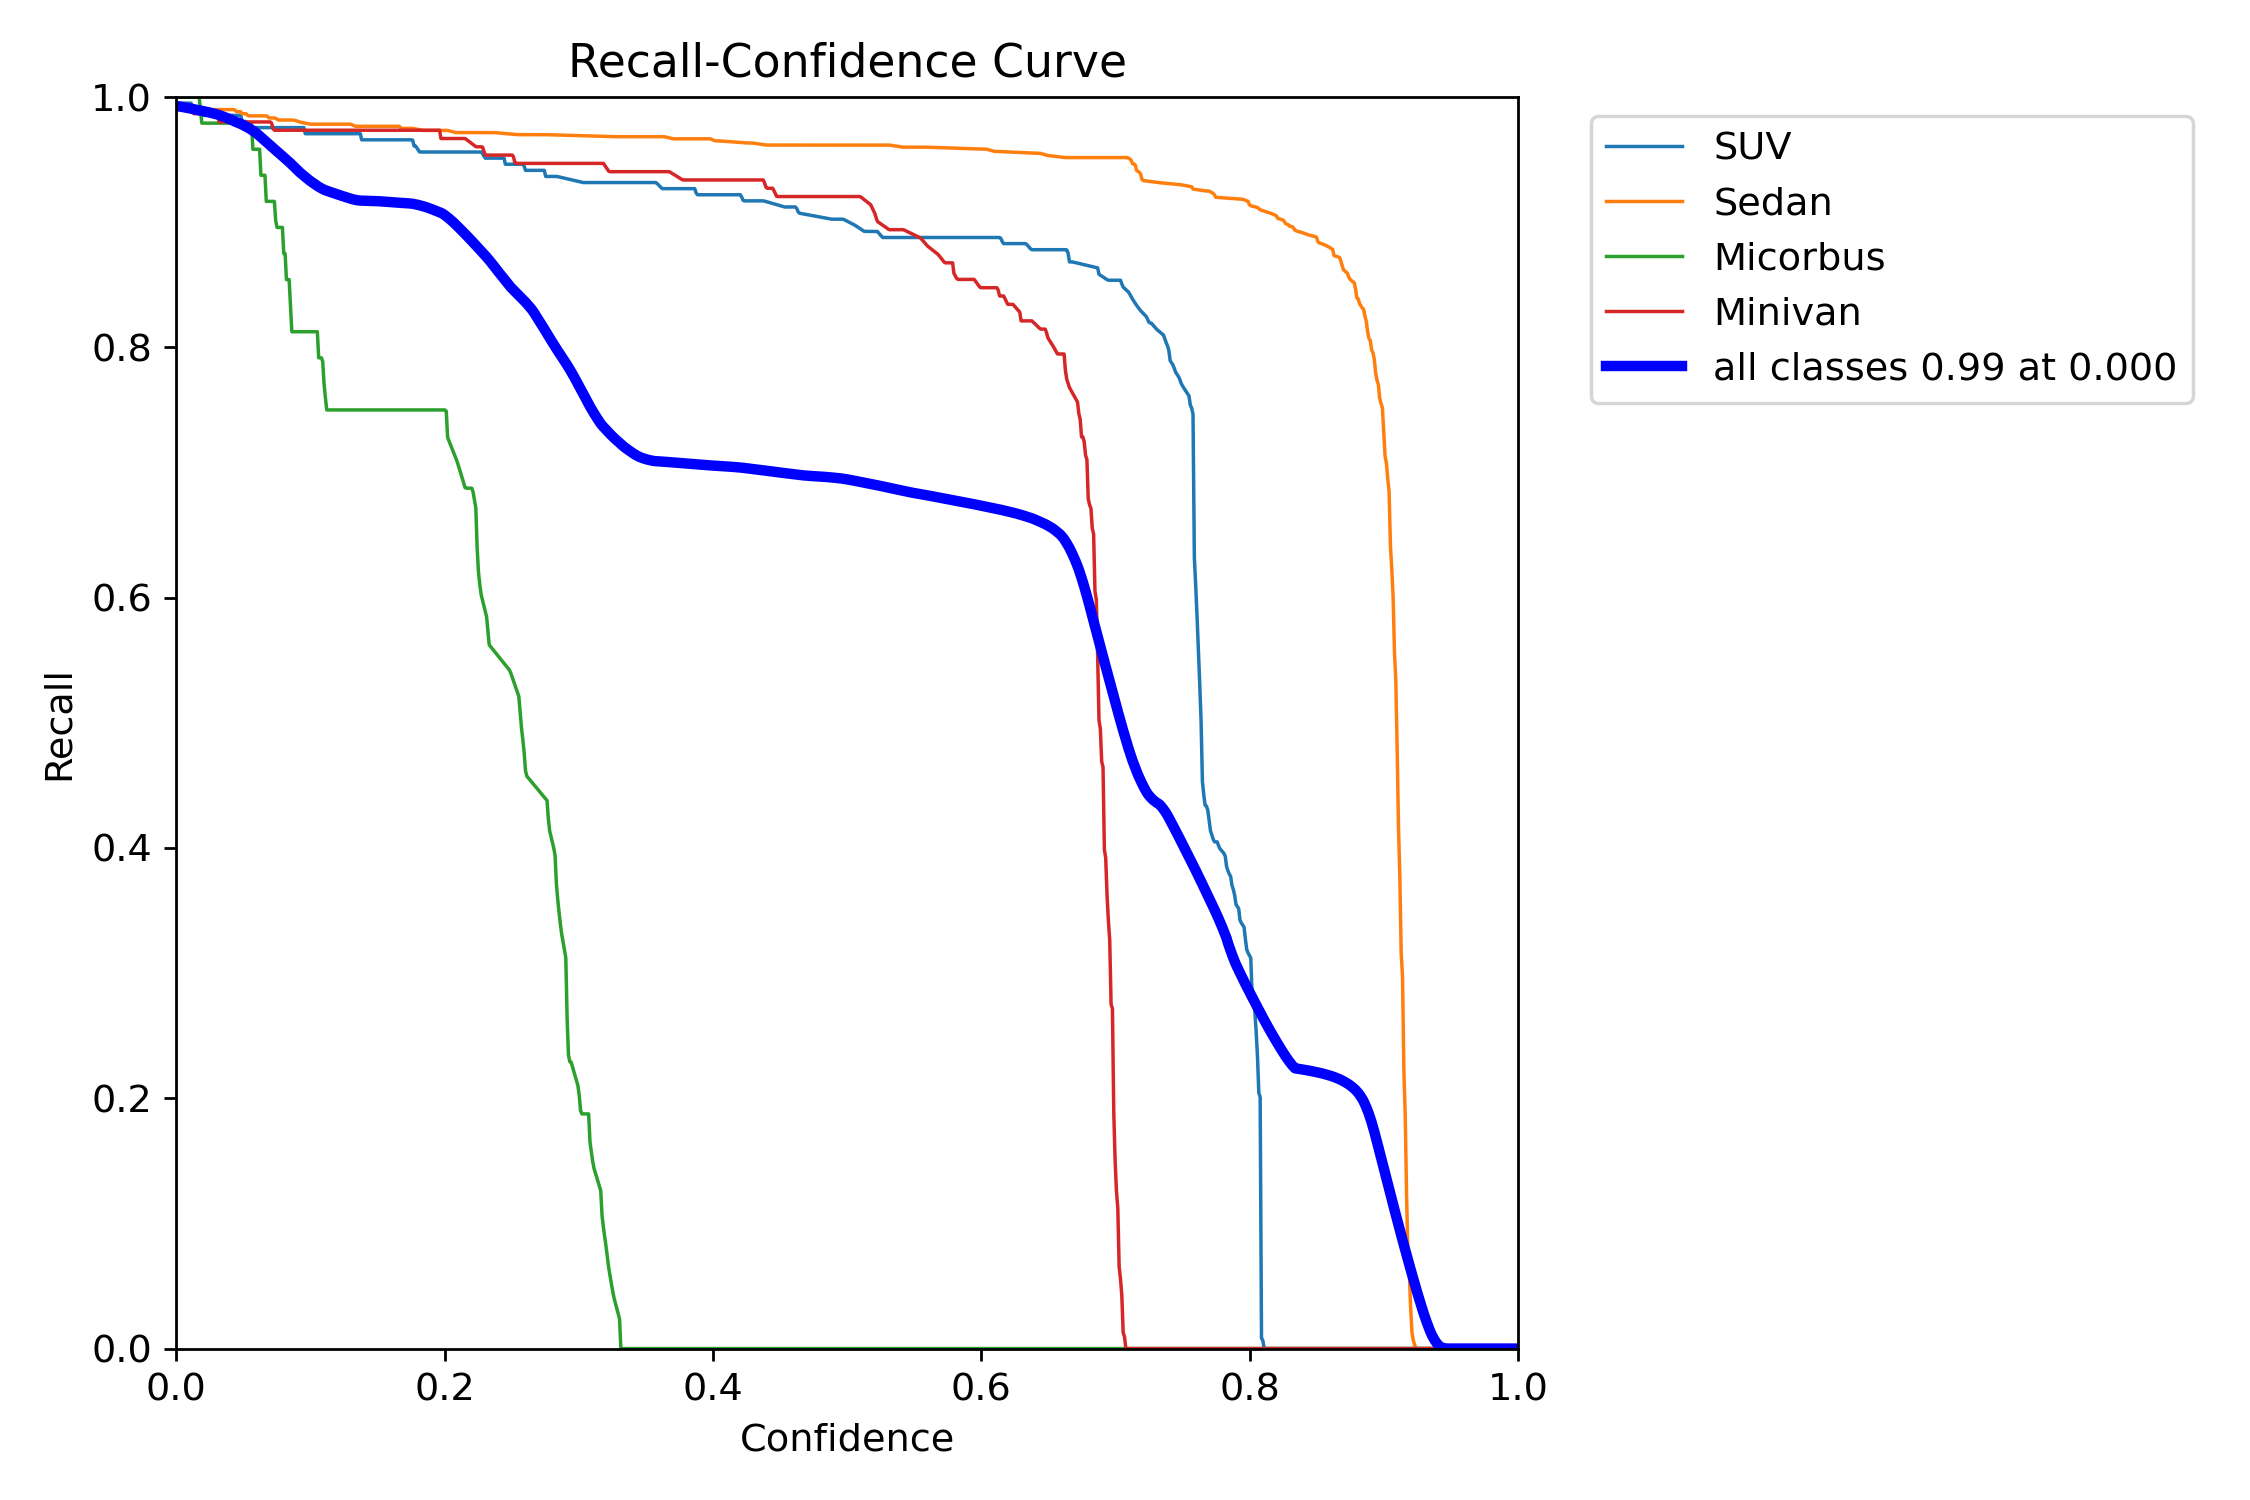 Recall-Confidence Curve
1.0
0.8
0.6
0.4
0.2
0.0
Recall
0.0 0.2 0.4 0.6 0.8 1.0
Confidence
SUV
Sedan
Micorbus
Minivan
all classes 0.99 at 0.000